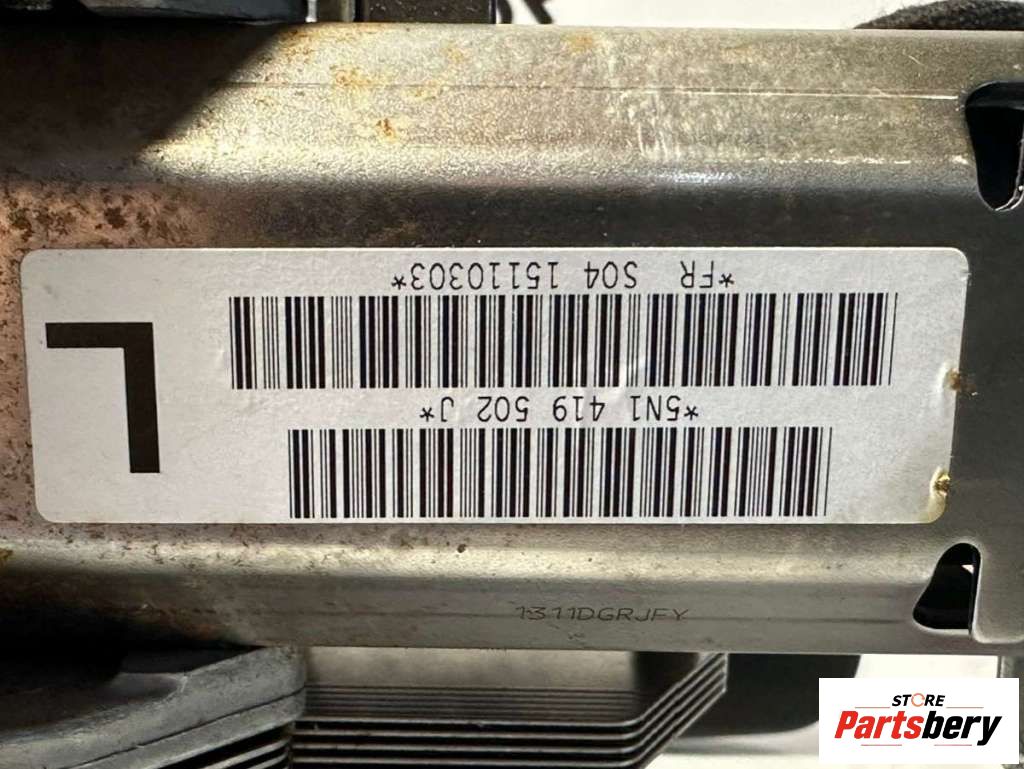 *FR S04 15110303*
*5N1 419 502 J*
L
1311DGRJFY
STORE
Partsbery